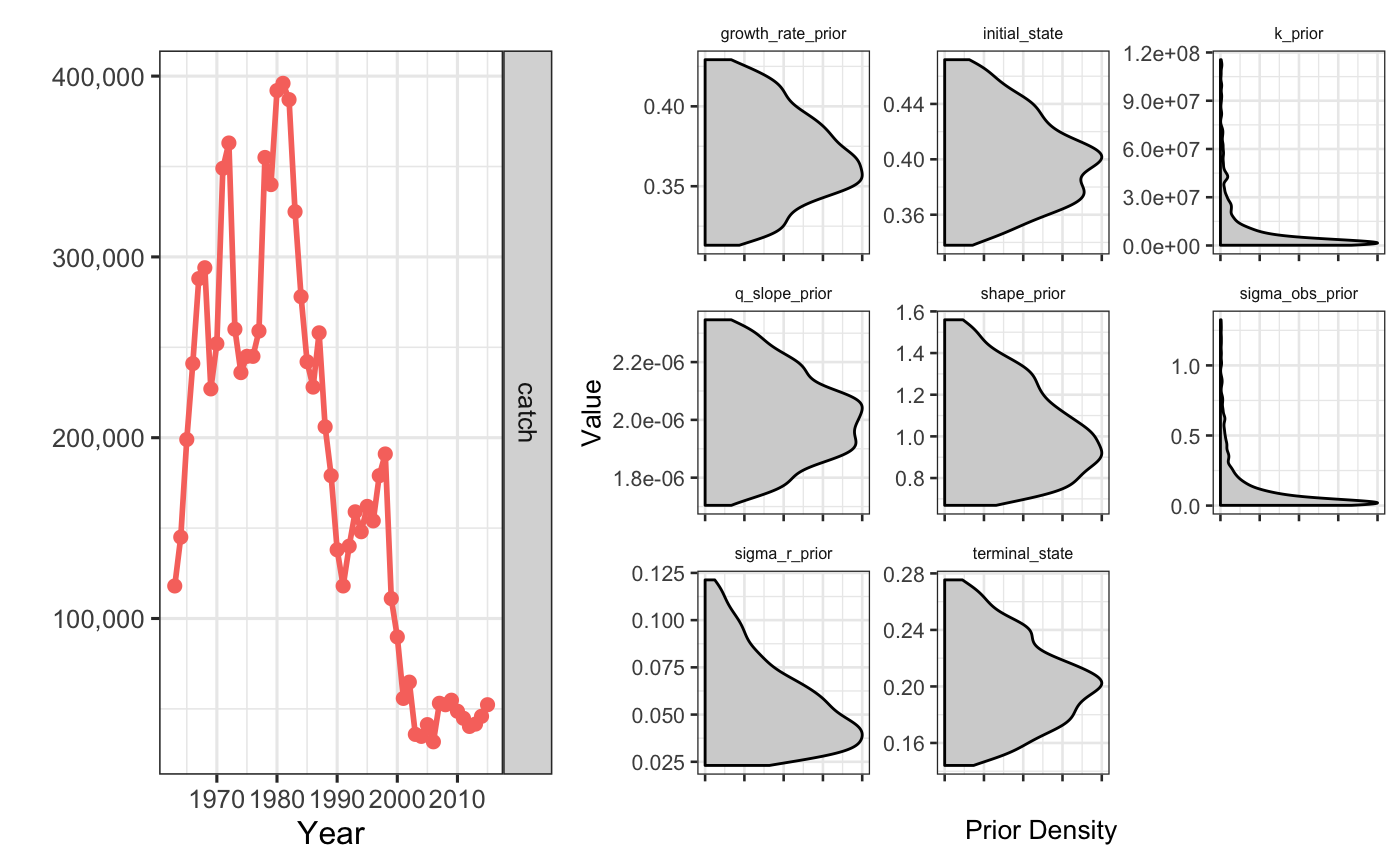 400,000
300,000
200,000
100,000
1970 1980 1990 2000 2010
Year
catch
Value
growth_rate_prior
0.40
0.35
initial_state
0.44
0.40
0.36
k_prior
1.2e+08
9.0e+07
6.0e+07
3.0e+07
0.0e+00
q_slope_prior
2.2e-06
2.0e-06
1.8e-06
shape_prior
1.6
1.4
1.2
1.0
0.8
sigma_obs_prior
1.0
0.5
0.0
sigma_r_prior
0.125
0.100
0.075
0.050
0.025
terminal_state
0.28
0.24
0.20
0.16
Prior Density